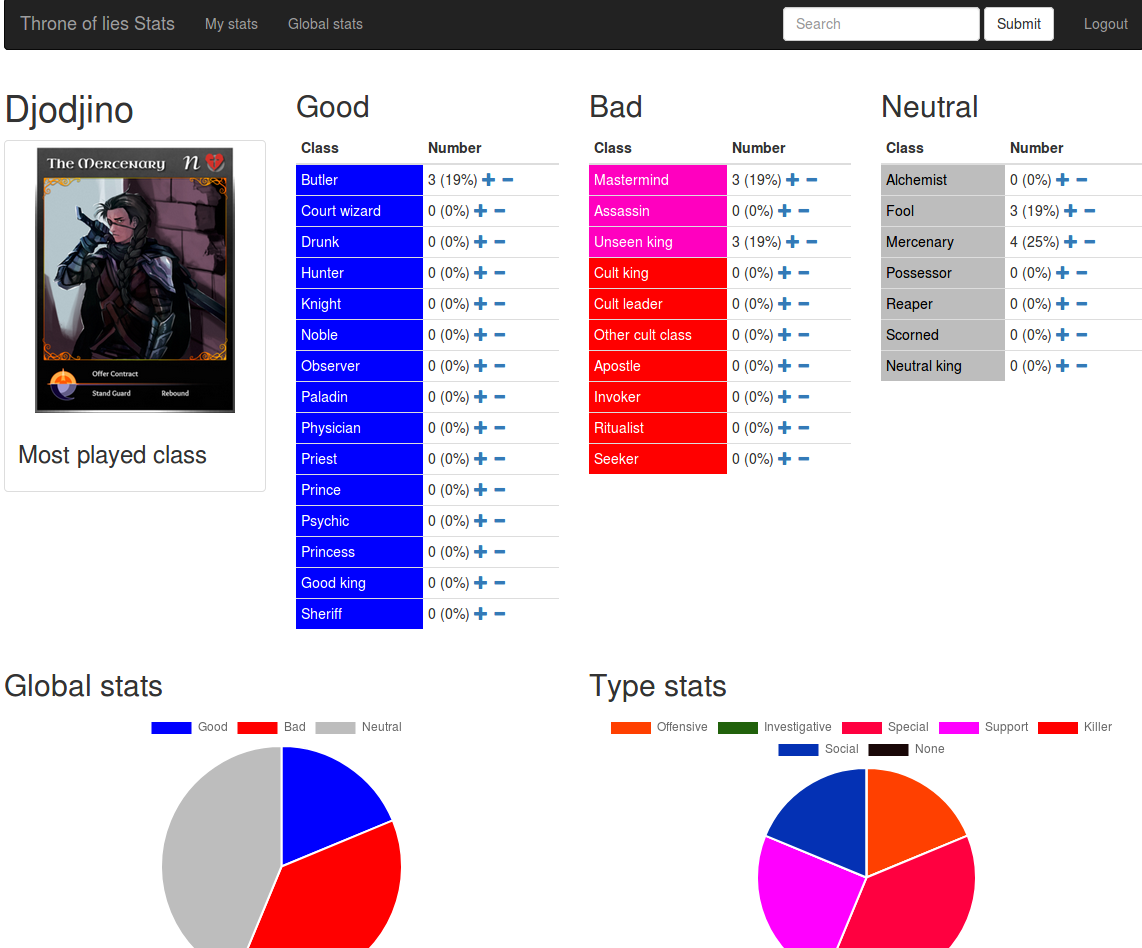 Throne of lies Stats My stats Global stats Search Submit Logout
Djodjino
The Mercenary N
Offer Contract
Stand Guard Rebound
Most played class
Good
Class Number
Butler 3 (19%)
Court wizard 0 (0%)
Drunk 0 (0%)
Hunter 0 (0%)
Knight 0 (0%)
Noble 0 (0%)
Observer 0 (0%)
Paladin 0 (0%)
Physician 0 (0%)
Priest 0 (0%)
Prince 0 (0%)
Psychic 0 (0%)
Princess 0 (0%)
Good king 0 (0%)
Sheriff 0 (0%)
Bad
Class Number
Mastermind 3 (19%)
Assassin 0 (0%)
Unseen king 3 (19%)
Cult king 0 (0%)
Cult leader 0 (0%)
Other cult class 0 (0%)
Apostle 0 (0%)
Invoker 0 (0%)
Ritualist 0 (0%)
Seeker 0 (0%)
Neutral
Class Number
Alchemist 0 (0%)
Fool 3 (19%)
Mercenary 4 (25%)
Possessor 0 (0%)
Reaper 0 (0%)
Scorned 0 (0%)
Neutral king 0 (0%)
Global stats
Good Bad Neutral
Type stats
Offensive Investigative Special Support Killer
Social None